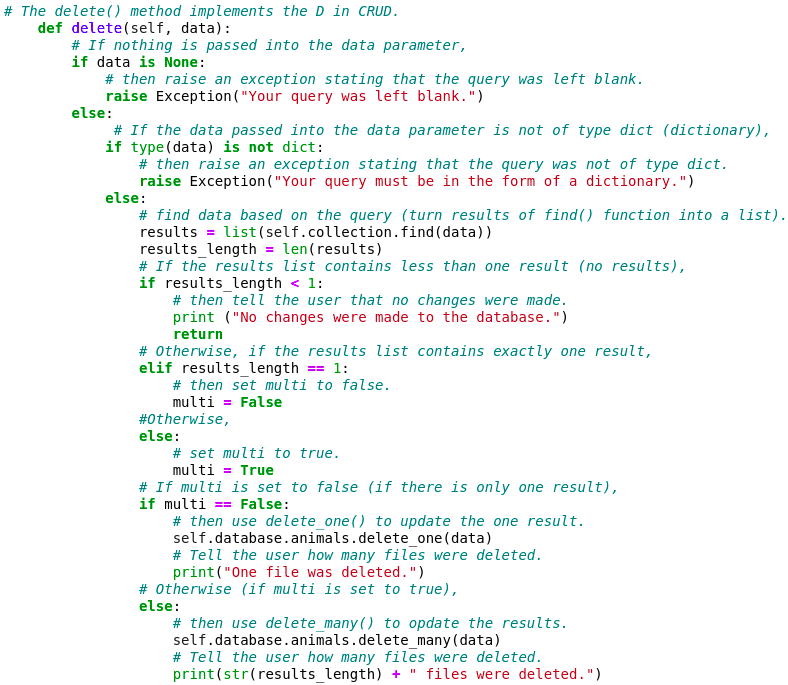 # The delete() method implements the D in CRUD.
    def delete(self, data):
        # If nothing is passed into the data parameter,
        if data is None:
            # then raise an exception stating that the query was left blank.
            raise Exception("Your query was left blank.")
        else:
             # If the data passed into the data parameter is not of type dict (dictionary),
            if type(data) is not dict:
                # then raise an exception stating that the query was not of type dict.
                raise Exception("Your query must be in the form of a dictionary.")
            else:
                # find data based on the query (turn results of find() function into a list).
                results = list(self.collection.find(data))
                results_length = len(results)
                # If the results list contains less than one result (no results),
                if results_length < 1:
                    # then tell the user that no changes were made.
                    print ("No changes were made to the database.")
                    return
                # Otherwise, if the results list contains exactly one result,
                elif results_length == 1:
                    # then set multi to false.
                    multi = False
                #Otherwise,
                else:
                    # set multi to true.
                    multi = True
                # If multi is set to false (if there is only one result),
                if multi == False:
                    # then use delete_one() to update the one result.
                    self.database.animals.delete_one(data)
                    # Tell the user how many files were deleted.
                    print("One file was deleted.")
                # Otherwise (if multi is set to true),
                else:
                    # then use delete_many() to opdate the results.
                    self.database.animals.delete_many(data)
                    # Tell the user how many files were deleted.
                    print(str(results_length) + " files were deleted.")